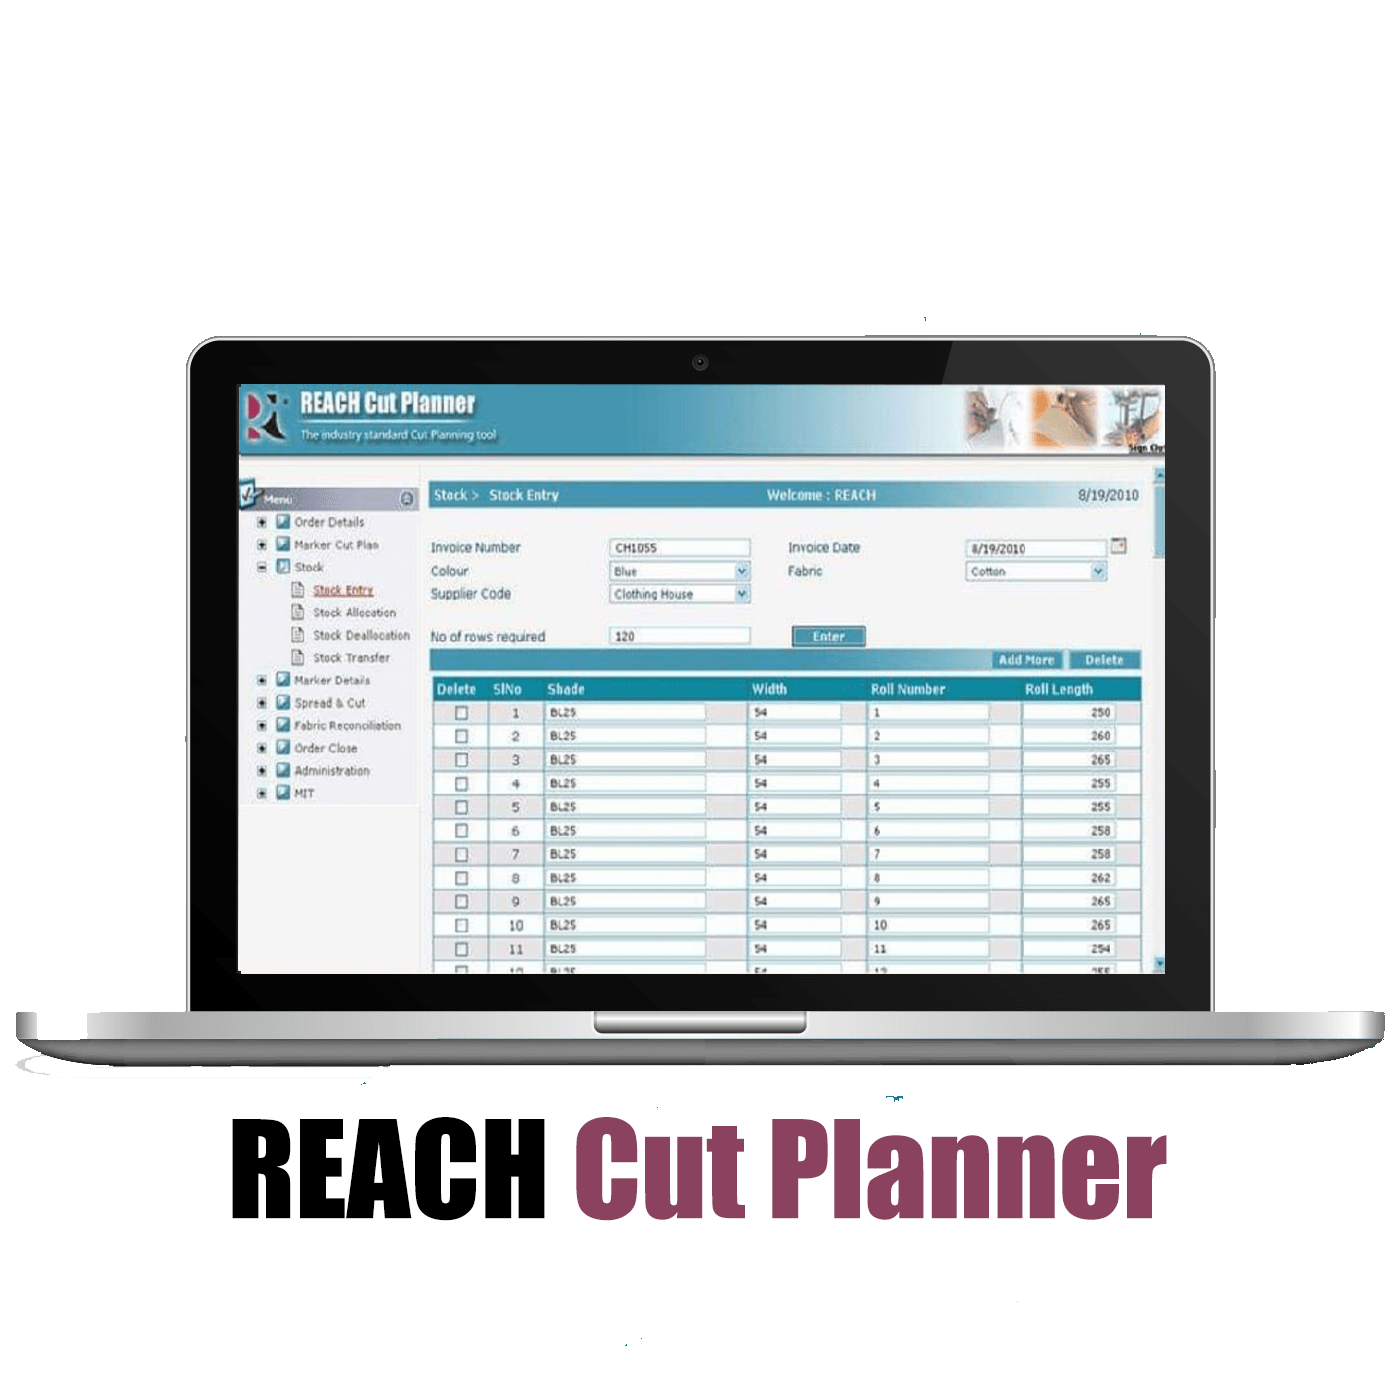 REACH Cut Planner
The industry standard Cut Planning tool
Sign Out
Menu
Order Details
Marker Cut Plan
Stock
Stock Entry
Stock Allocation
Stock Deallocation
Stock Transfer
Marker Details
Spread & Cut
Fabric Reconciliation
Order Close
Administration
MIT
Stock > Stock Entry Welcome : REACH 8/19/2010
Invoice Number CH1055 Invoice Date 8/19/2010
Colour Blue Fabric Cotton
Supplier Code Clothing House
No of rows required 120 Enter
Add More Delete
Delete SlNo Shade Width Roll Number Roll Length
1 BL25 54 1 250
2 BL25 54 2 260
3 BL25 54 3 265
4 BL25 54 4 255
5 BL25 54 5 255
6 BL25 54 6 258
7 BL25 54 7 258
8 BL25 54 8 262
9 BL25 54 9 265
10 BL25 54 10 265
11 BL25 54 11 254
REACH Cut Planner